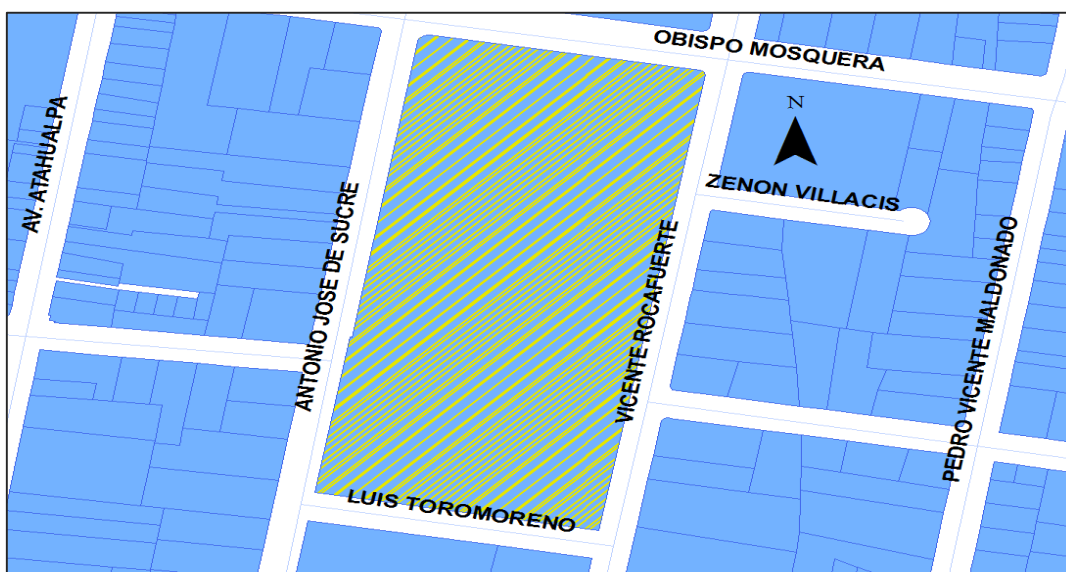 OBISPO MOSQUERA
N
AV. ATAHUALPA
ZENON VILLACIS
ANTONIO JOSE DE SUCRE
VICENTE ROCAFUERTE
PEDRO VICENTE MALDONADO
LUIS TOROMORENO